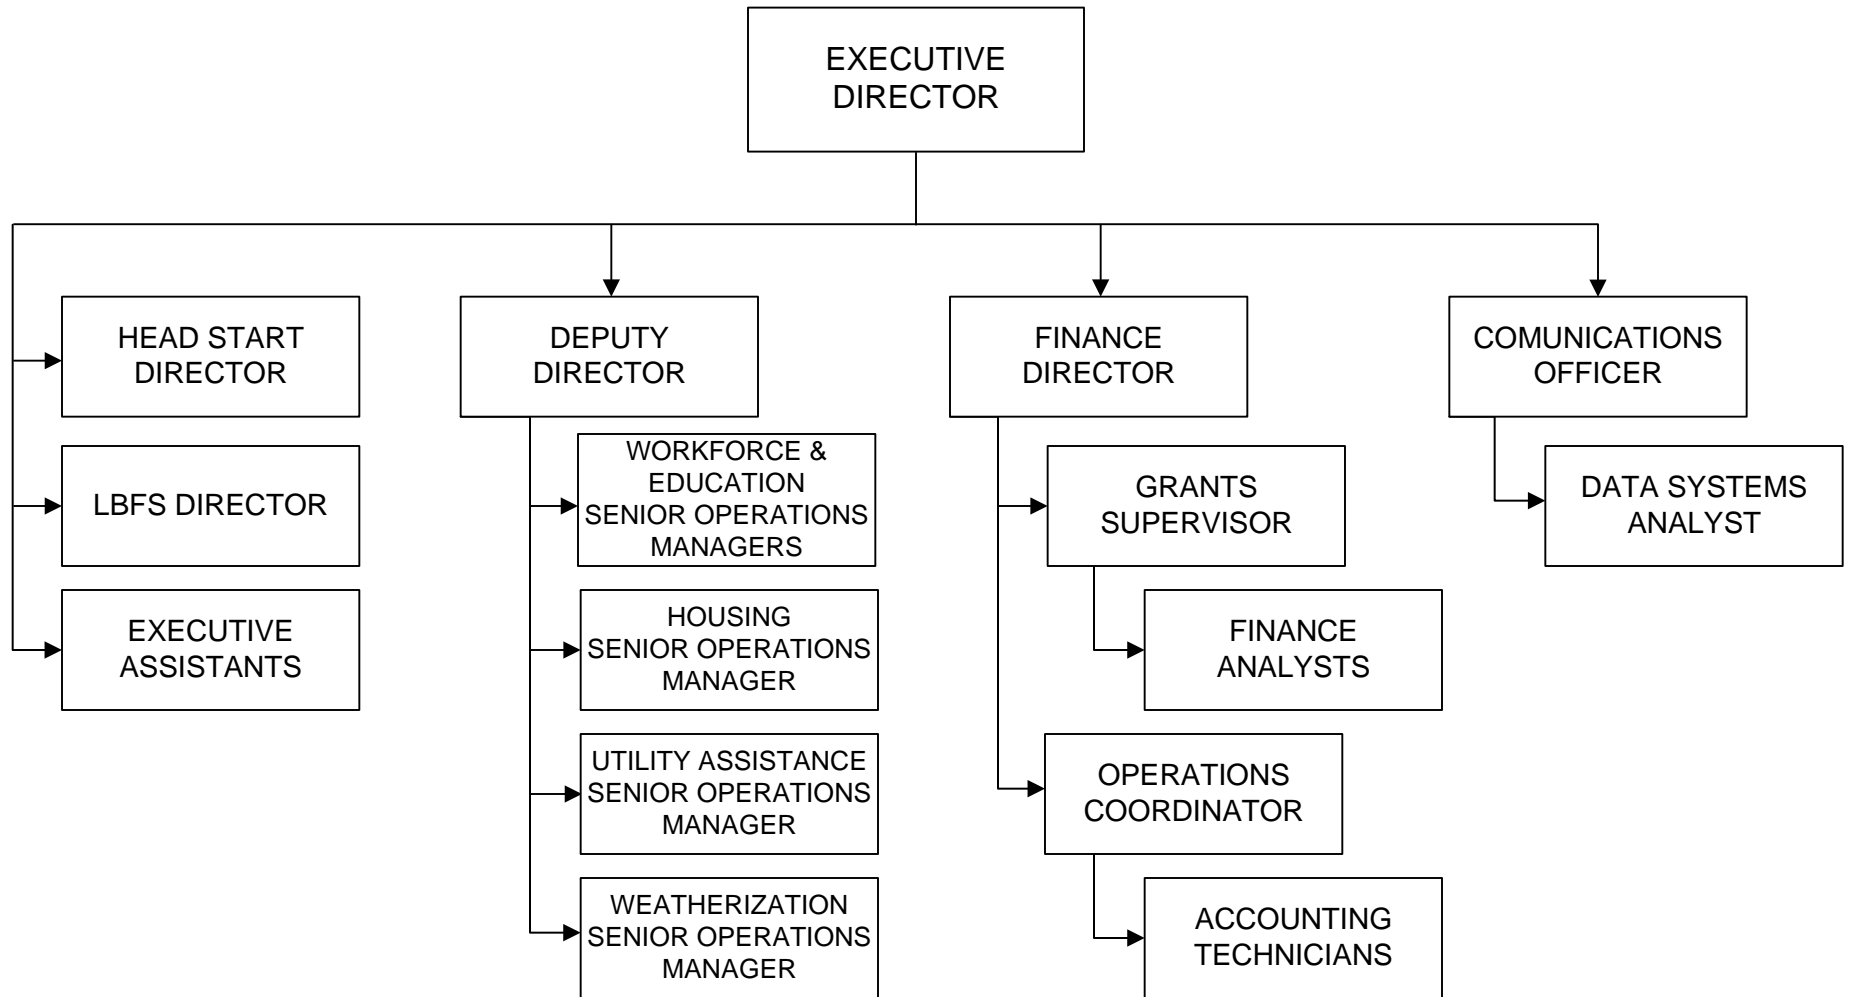 EXECUTIVE
DIRECTOR
HEAD START
DIRECTOR
LBFS DIRECTOR
EXECUTIVE
ASSISTANTS
DEPUTY
DIRECTOR
WORKFORCE &
EDUCATION
SENIOR OPERATIONS
MANAGERS
HOUSING
SENIOR OPERATIONS
MANAGER
UTILITY ASSISTANCE
SENIOR OPERATIONS
MANAGER
WEATHERIZATION
SENIOR OPERATIONS
MANAGER
FINANCE
DIRECTOR
GRANTS
SUPERVISOR
FINANCE
ANALYSTS
OPERATIONS
COORDINATOR
ACCOUNTING
TECHNICIANS
COMUNICATIONS
OFFICER
DATA SYSTEMS
ANALYST